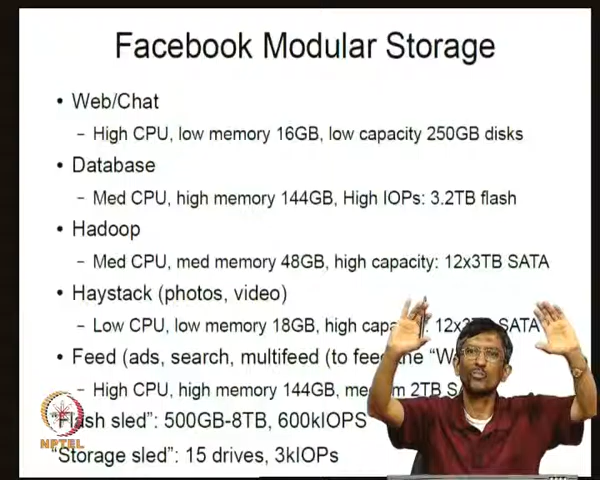 Facebook Modular Storage
• Web/Chat
– High CPU, low memory 16GB, low capacity 250GB disks
• Database
– Med CPU, high memory 144GB, High IOPs: 3.2TB flash
• Hadoop
– Med CPU, med memory 48GB, high capacity: 12x3TB SATA
• Haystack (photos, video)
– Low CPU, low memory 18GB, high SATA
• Feed (ads, search, multifeed (to
– High CPU, high memory 144GB, 2TB
"Flash sled": 500GB-8TB, 600kIOPS
NPTEL
"Storage sled": 15 drives, 3kIOPs